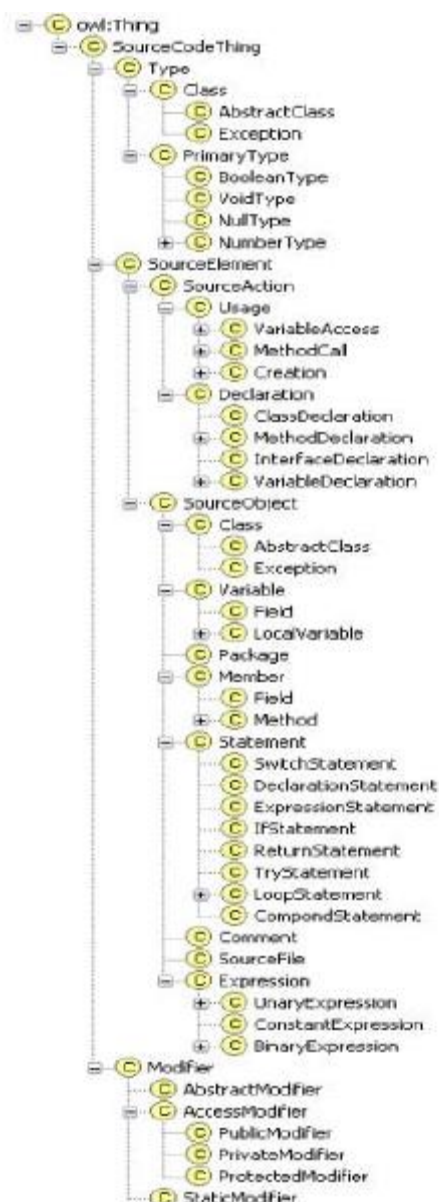 owl:Thing
SourceCodeThing
Type
Class
AbstractClass
Exception
PrimaryType
BooleanType
VoidType
NullType
NumberType
SourceElement
SourceAction
Usage
VariableAccess
MethodCall
Creation
Declaration
ClassDeclaration
MethodDeclaration
InterfaceDeclaration
VariableDeclaration
SourceObject
Class
AbstractClass
Exception
Variable
Field
LocalVariable
Package
Member
Field
Method
Statement
SwitchStatement
DeclarationStatement
ExpressionStatement
IfStatement
ReturnStatement
TryStatement
LoopStatement
CompondStatement
Comment
SourceFile
Expression
UnaryExpression
ConstantExpression
BinaryExpression
Modifier
AbstractModifier
AccessModifier
PublicModifier
PrivateModifier
ProtectedModifier
StaticModifier